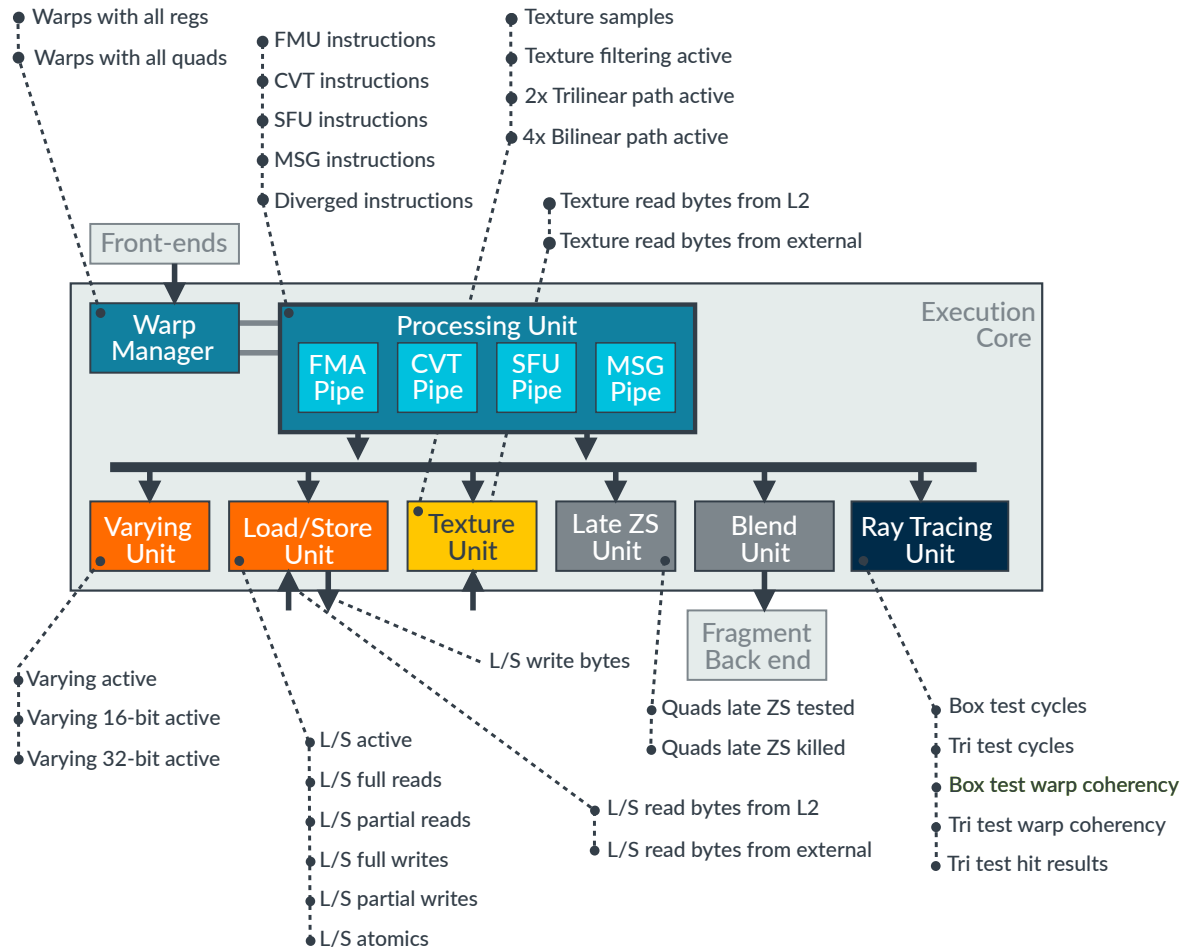 Warps with all regs
Warps with all quads
FMU instructions
CVT instructions
SFU instructions
MSG instructions
Diverged instructions
Texture samples
Texture filtering active
2x Trilinear path active
4x Bilinear path active
Texture read bytes from L2
Texture read bytes from external
Front-ends
Execution
Core
Warp
Manager
Processing Unit
FMA
Pipe
CVT
Pipe
SFU
Pipe
MSG
Pipe
Varying
Unit
Load/Store
Unit
Texture
Unit
Late ZS
Unit
Blend
Unit
Ray Tracing
Unit
Fragment
Back end
L/S write bytes
Varying active
Varying 16-bit active
Varying 32-bit active
L/S active
L/S full reads
L/S partial reads
L/S full writes
L/S partial writes
L/S atomics
Quads late ZS tested
Quads late ZS killed
L/S read bytes from L2
L/S read bytes from external
Box test cycles
Tri test cycles
Box test warp coherency
Tri test warp coherency
Tri test hit results